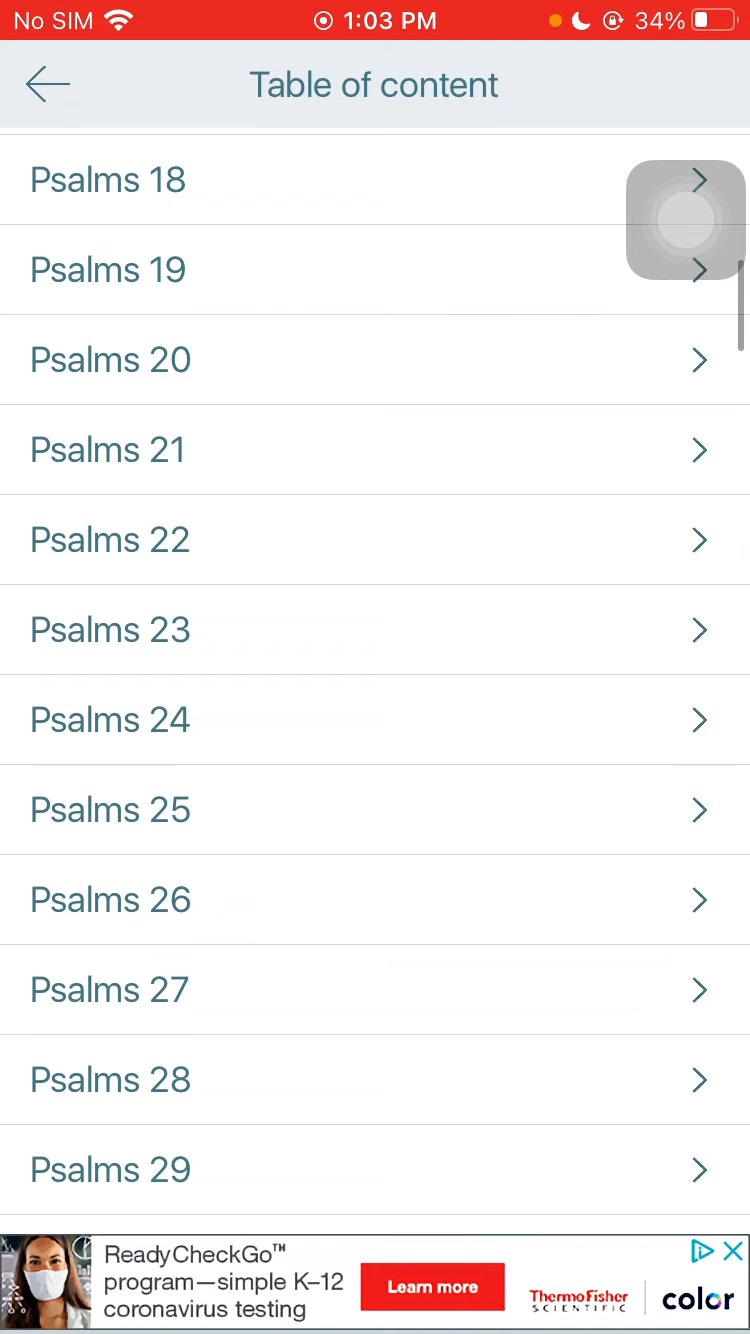 No SIM 1:03 PM 34%
Table of content
Psalms 18
Psalms 19
Psalms 20
Psalms 21
Psalms 22
Psalms 23
Psalms 24
Psalms 25
Psalms 26
Psalms 27
Psalms 28
Psalms 29
ReadyCheckGo™
program—simple K–12
coronavirus testing
Learn more
ThermoFisher
SCIENTIFIC
color